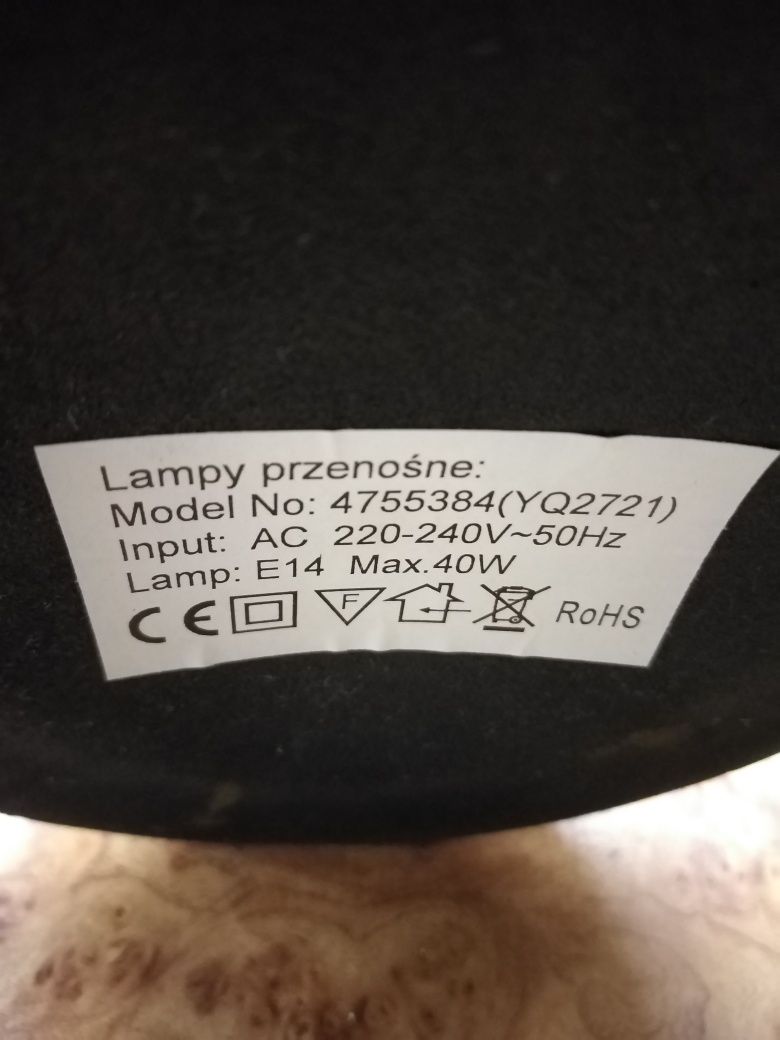 Lampy przenośne:
Model No: 4755384(YQ2721)
Input: AC 220-240V~50Hz
Lamp: E14 Max.40W
CE F RoHS